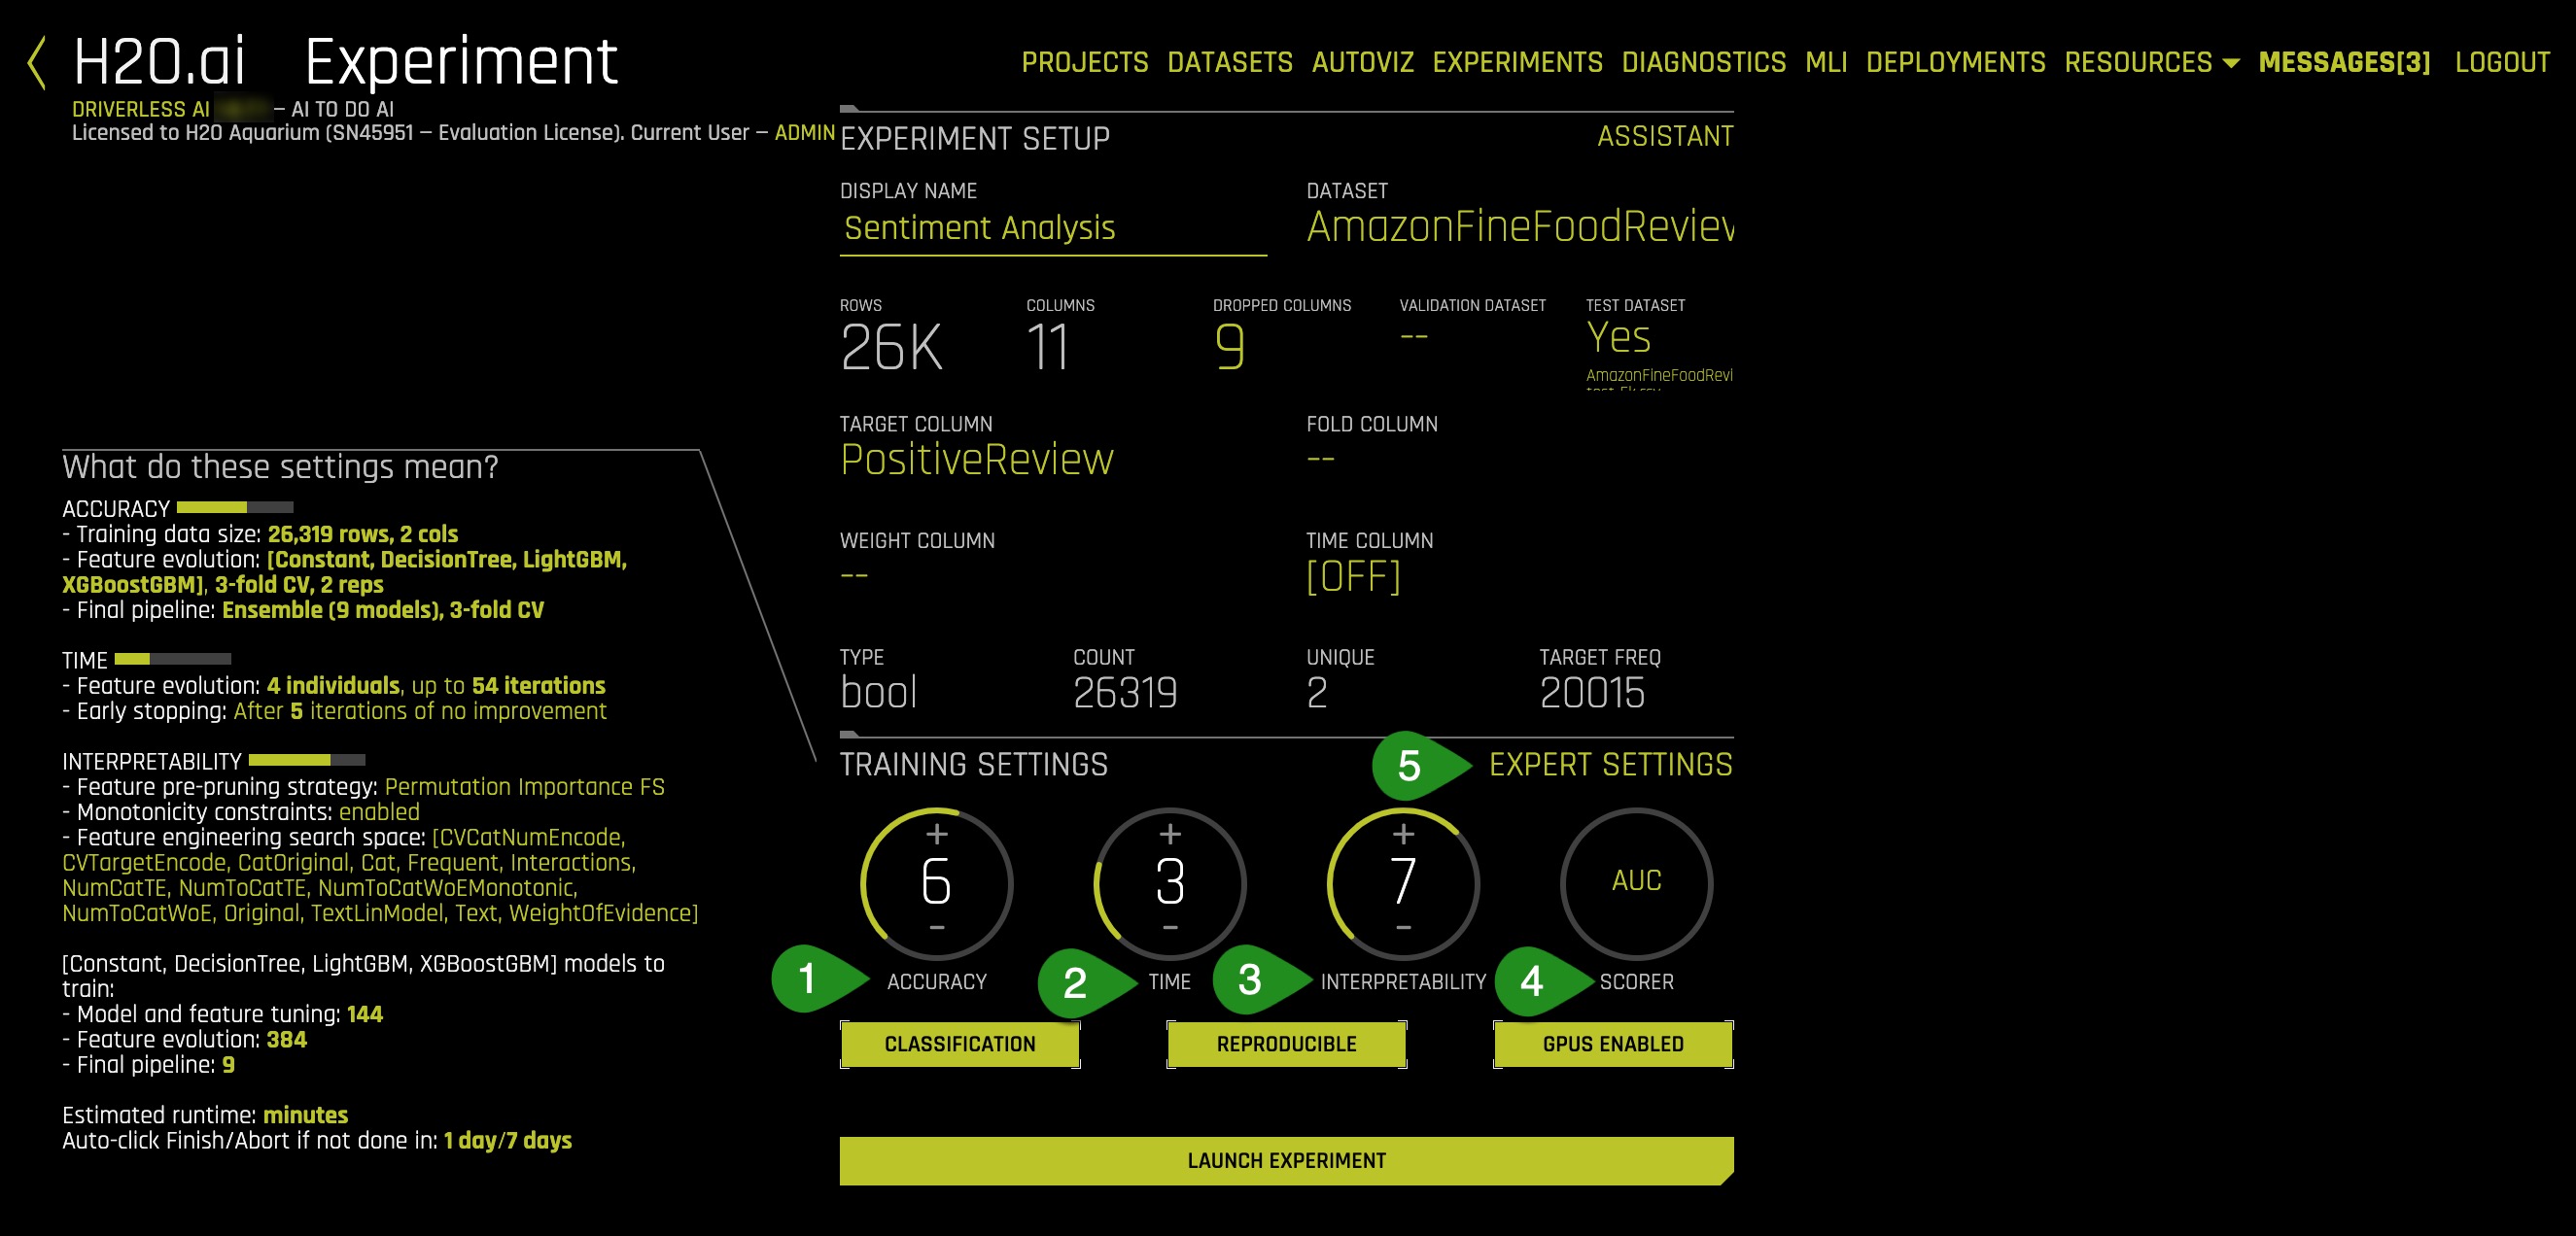 H2O.ai Experiment
DRIVERLESS AI — AI TO DO AI
Licensed to H2O Aquarium (SN45951 — Evaluation License). Current User — ADMIN
PROJECTS DATASETS AUTOVIZ EXPERIMENTS DIAGNOSTICS MLI DEPLOYMENTS RESOURCES MESSAGES[3] LOGOUT
EXPERIMENT SETUP ASSISTANT
DISPLAY NAME DATASET
Sentiment Analysis AmazonFineFoodReview
ROWS COLUMNS DROPPED COLUMNS VALIDATION DATASET TEST DATASET
26K 11 9 -- Yes
AmazonFineFoodRevi
TARGET COLUMN FOLD COLUMN
PositiveReview --
WEIGHT COLUMN TIME COLUMN
-- [OFF]
TYPE COUNT UNIQUE TARGET FREQ
bool 26319 2 20015
What do these settings mean?
ACCURACY
- Training data size: 26,319 rows, 2 cols
- Feature evolution: [Constant, DecisionTree, LightGBM,
XGBoostGBM], 3-fold CV, 2 reps
- Final pipeline: Ensemble (9 models), 3-fold CV
TIME
- Feature evolution: 4 individuals, up to 54 iterations
- Early stopping: After 5 iterations of no improvement
INTERPRETABILITY
- Feature pre-pruning strategy: Permutation Importance FS
- Monotonicity constraints: enabled
- Feature engineering search space: [CVCatNumEncode,
CVTargetEncode, CatOriginal, Cat, Frequent, Interactions,
NumCatTE, NumToCatTE, NumToCatWoEMonotonic,
NumToCatWoE, Original, TextLinModel, Text, WeightOfEvidence]
[Constant, DecisionTree, LightGBM, XGBoostGBM] models to
train:
- Model and feature tuning: 144
- Feature evolution: 384
- Final pipeline: 9
Estimated runtime: minutes
Auto-click Finish/Abort if not done in: 1 day/7 days
TRAINING SETTINGS 5 EXPERT SETTINGS
+ + +
6 3 7 AUC
- - -
1 ACCURACY 2 TIME 3 INTERPRETABILITY 4 SCORER
CLASSIFICATION REPRODUCIBLE GPUS ENABLED
LAUNCH EXPERIMENT